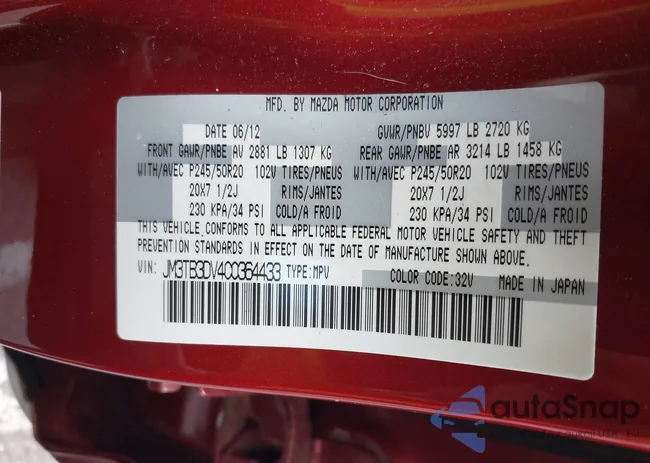 MFD. BY MAZDA MOTOR CORPORATION
DATE 06/12 GVWR/PNBV 5997 LB 2720 KG
FRONT GAWR/PNBE AV 2881 LB 1307 KG REAR GAWR/PNBE AR 3214 LB 1458 KG
WITH/AVEC P245/50R20 102V TIRES/PNEUS WITH/AVEC P245/50R20 102V TIRES/PNEUS
20X7 1/2J RIMS/JANTES 20X7 1/2J RIMS/JANTES
230 KPA/34 PSI COLD/A FROID 230 KPA/34 PSI COLD/A FROID
THIS VEHICLE CONFORMS TO ALL APPLICABLE FEDERAL MOTOR VEHICLE SAFETY AND THEFT
PREVENTION STANDARDS IN EFFECT ON THE DATE OF MANUFACTURE SHOWN ABOVE.
VIN: JM3TB3DV4C0364433 TYPE:MPV COLOR CODE:32V MADE IN JAPAN
autoSnap